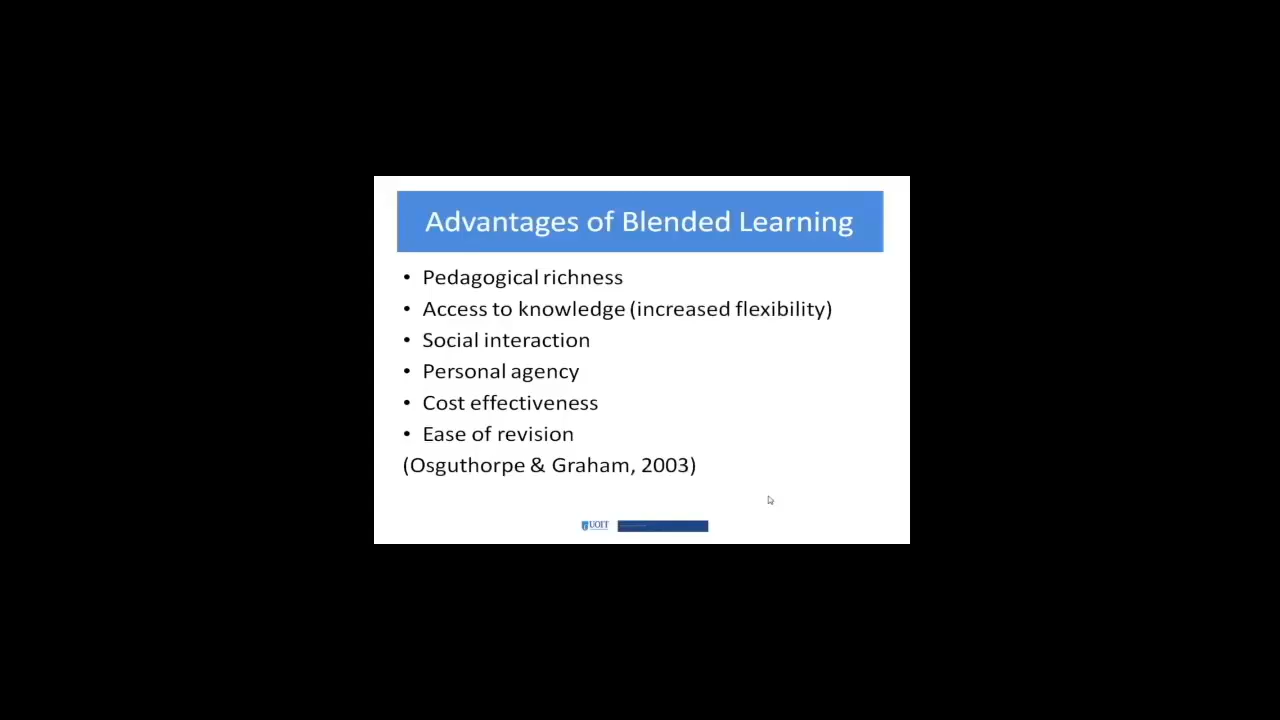 Advantages of Blended Learning
• Pedagogical richness
• Access to knowledge (increased flexibility)
• Social interaction
• Personal agency
• Cost effectiveness
• Ease of revision
(Osguthorpe & Graham, 2003)
UOIT